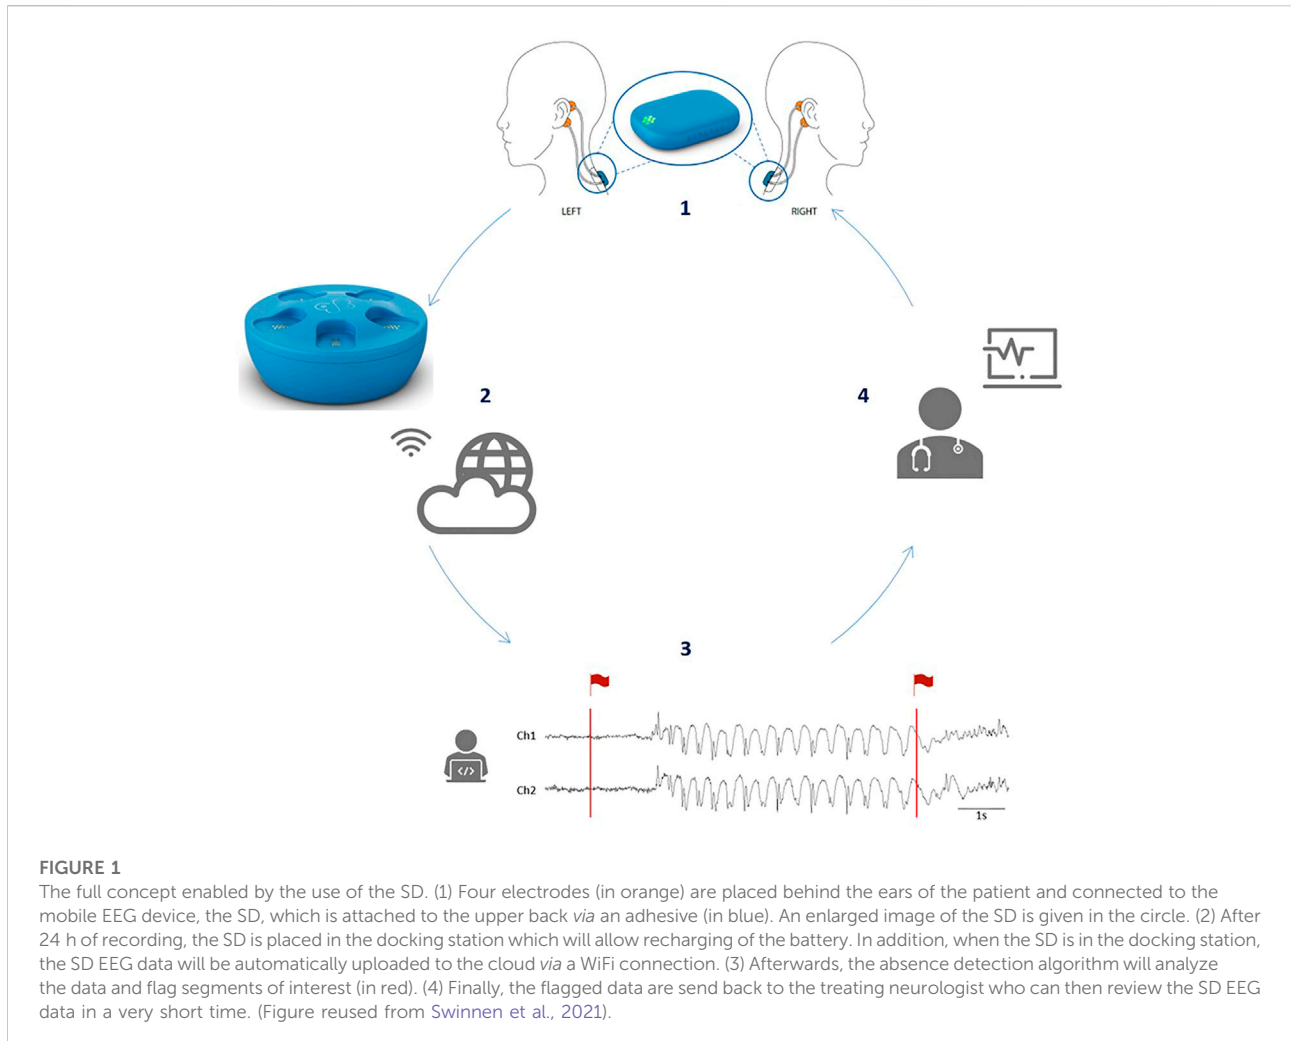 LEFT
RIGHT
1
2
4
3
Ch1
Ch2
1s
FIGURE 1
The full concept enabled by the use of the SD. (1) Four electrodes (in orange) are placed behind the ears of the patient and connected to the
mobile EEG device, the SD, which is attached to the upper back via an adhesive (in blue). An enlarged image of the SD is given in the circle. (2) After
24 h of recording, the SD is placed in the docking station which will allow recharging of the battery. In addition, when the SD is in the docking station,
the SD EEG data will be automatically uploaded to the cloud via a WiFi connection. (3) Afterwards, the absence detection algorithm will analyze
the data and flag segments of interest (in red). (4) Finally, the flagged data are send back to the treating neurologist who can then review the SD EEG
data in a very short time. (Figure reused from Swinnen et al., 2021).